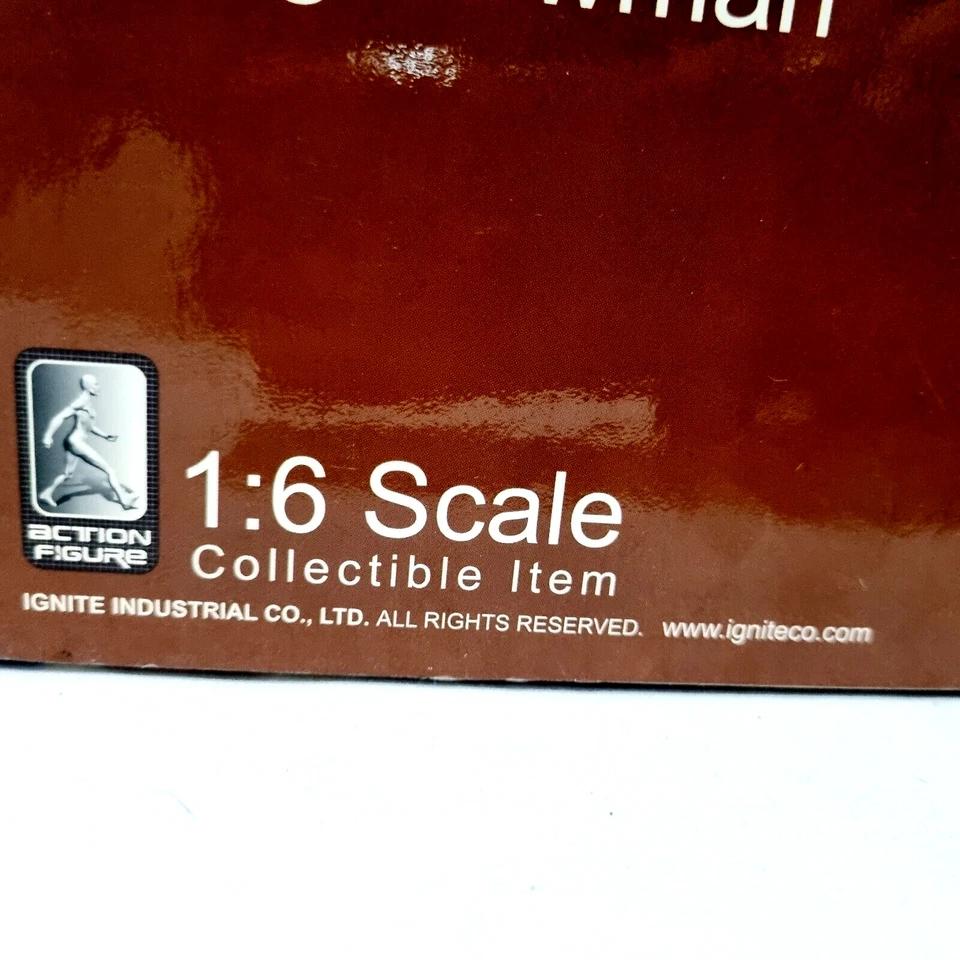 1:6 Scale
Collectible Item
ACTION
FIGURE
IGNITE INDUSTRIAL CO., LTD. ALL RIGHTS RESERVED. www.igniteco.com